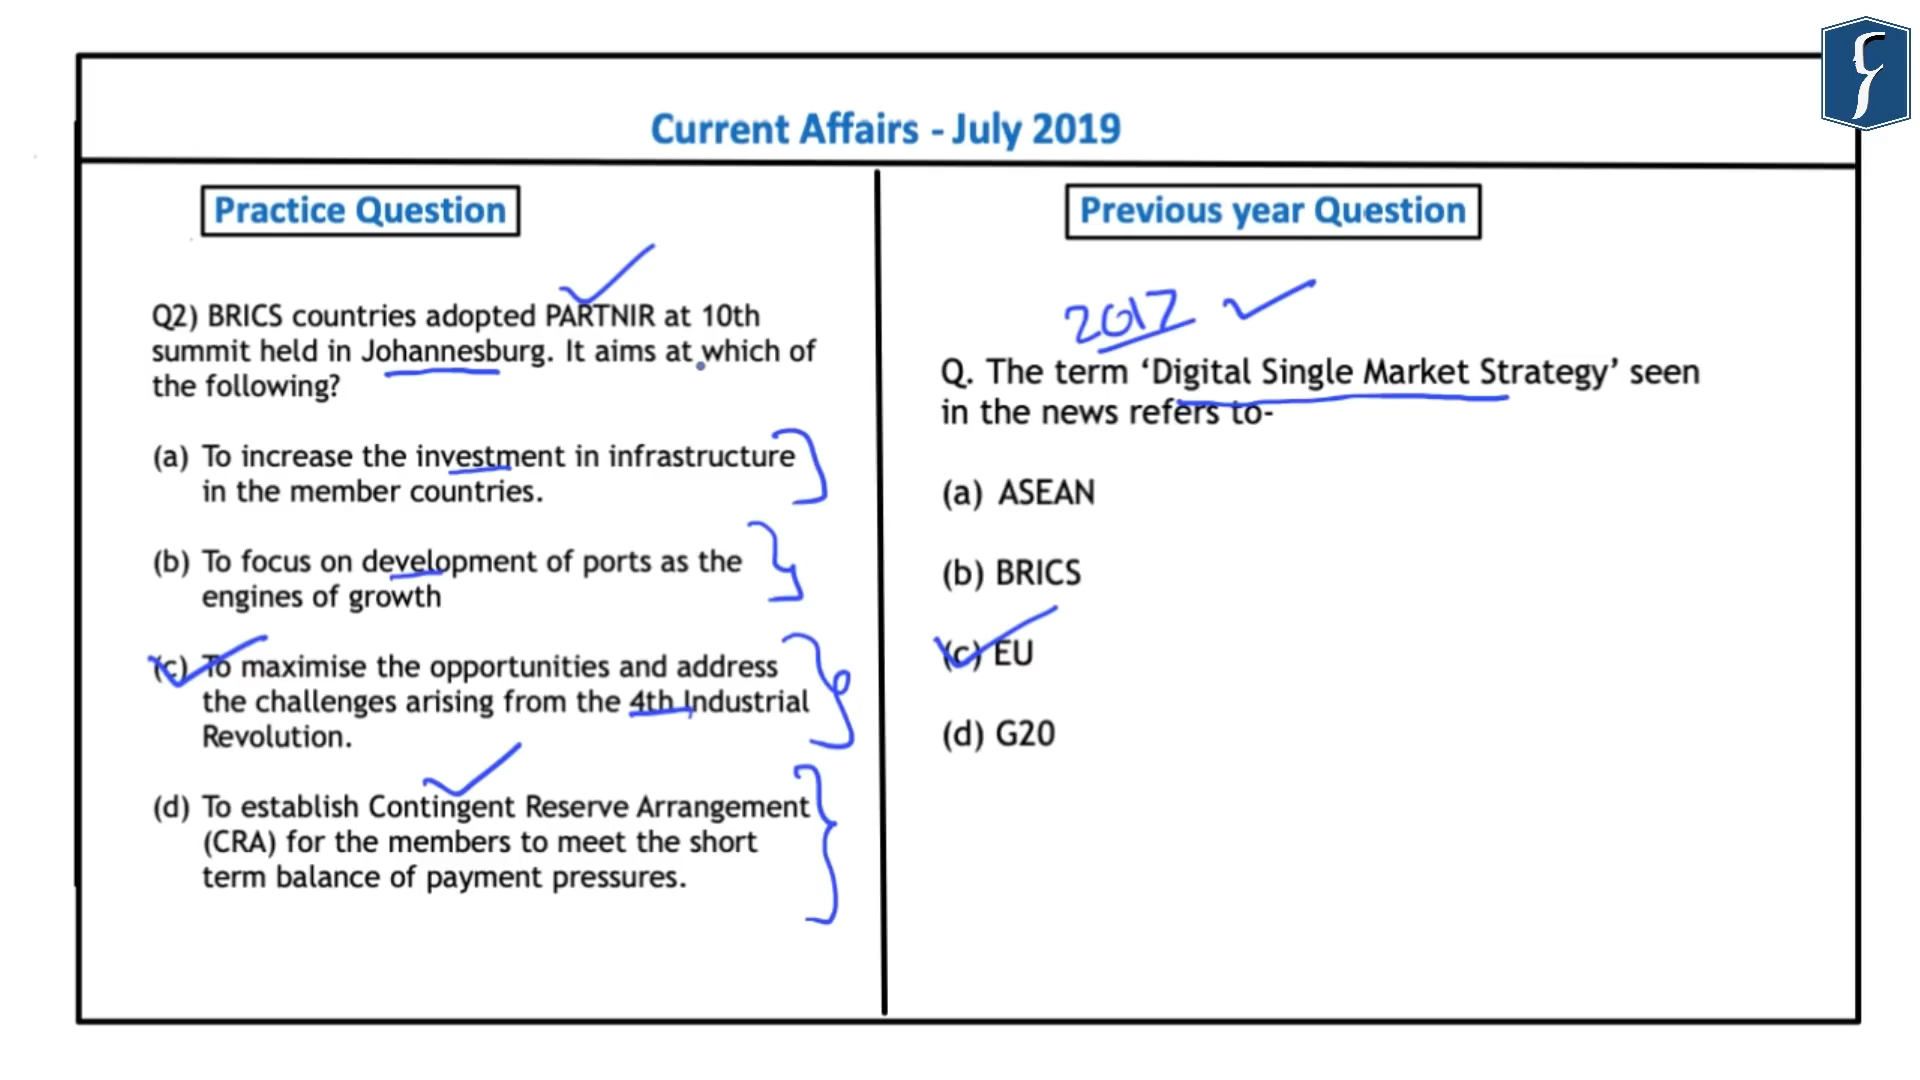 Current Affairs - July 2019
Practice Question
Q2) BRICS countries adopted PARTNIR at 10th
summit held in Johannesburg. It aims at which of
the following?
(a) To increase the investment in infrastructure
in the member countries.
(b) To focus on development of ports as the
engines of growth
(c) To maximise the opportunities and address
the challenges arising from the 4th Industrial
Revolution.
(d) To establish Contingent Reserve Arrangement
(CRA) for the members to meet the short
term balance of payment pressures.
Previous year Question
2017
Q. The term ‘Digital Single Market Strategy’ seen
in the news refers to-
(a) ASEAN
(b) BRICS
(c) EU
(d) G20